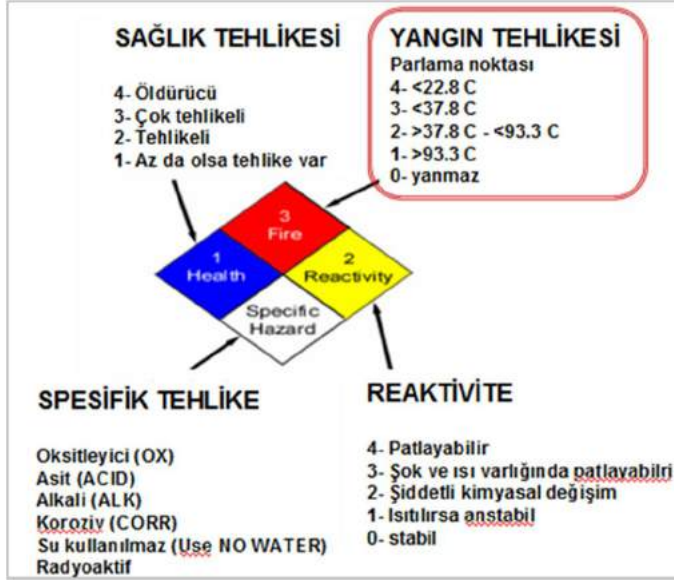 SAĞLIK TEHLİKESİ
4- Öldürücü
3- Çok tehlikeli
2- Tehlikeli
1- Az da olsa tehlike var
YANGIN TEHLİKESİ
Parlama noktası
4- <22.8 C
3- <37.8 C
2- >37.8 C - <93.3 C
1- >93.3 C
0- yanmaz
3
Fire
1
Health
2
Reactivity
Specific
Hazard
SPESİFİK TEHLİKE
Oksitleyici (OX)
Asit (ACID)
Alkali (ALK)
Koroziv (CORR)
Su kullanılmaz (Use NO WATER)
Radyoaktif
REAKTİVİTE
4- Patlayabilir
3- Şok ve ısı varlığında patlayabilri
2- Şiddetli kimyasal değişim
1- Isıtılırsa anstabil
0- stabil